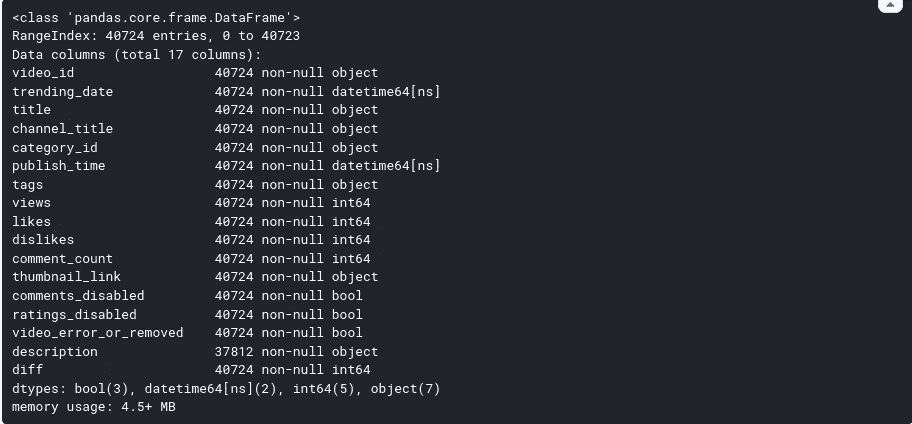 <class 'pandas.core.frame.DataFrame'>
RangeIndex: 40724 entries, 0 to 40723
Data columns (total 17 columns):
video_id                  40724 non-null object
trending_date             40724 non-null datetime64[ns]
title                     40724 non-null object
channel_title             40724 non-null object
category_id               40724 non-null object
publish_time              40724 non-null datetime64[ns]
tags                      40724 non-null object
views                     40724 non-null int64
likes                     40724 non-null int64
dislikes                  40724 non-null int64
comment_count             40724 non-null int64
thumbnail_link            40724 non-null object
comments_disabled         40724 non-null bool
ratings_disabled          40724 non-null bool
video_error_or_removed    40724 non-null bool
description               37812 non-null object
diff                      40724 non-null int64
dtypes: bool(3), datetime64[ns](2), int64(5), object(7)
memory usage: 4.5+ MB